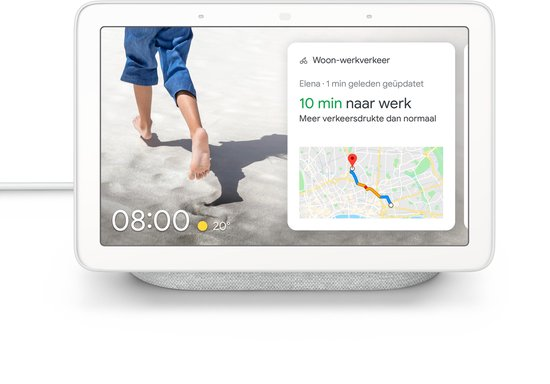 Woon-werkverkeer
Elena · 1 min geleden geüpdatet
10 min naar werk
Meer verkeersdrukte dan normaal
08:00 20°